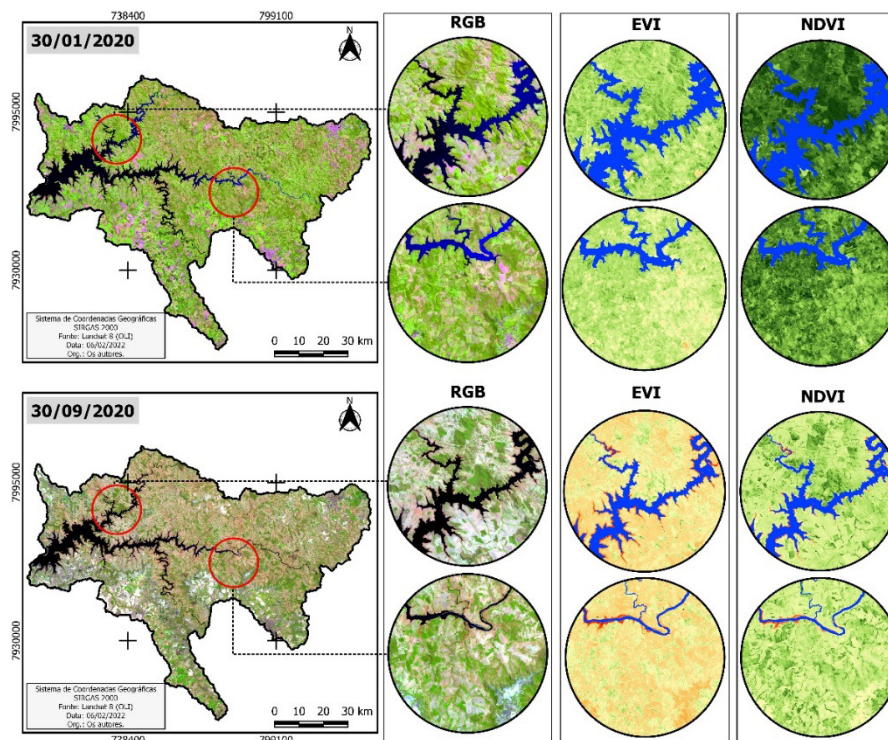 738400
799100
30/01/2020
N
7995000
7930000
Sistema de Coordenadas Geográficas
SIRGAS 2000
Fonte: Landsat 8 (OLI)
Data: 06/02/2022
Org.: Os autores.
0 10 20 30 km
RGB
EVI
NDVI
30/09/2020
N
7995000
7930000
Sistema de Coordenadas Geográficas
SIRGAS 2000
Fonte: Landsat 8 (OLI)
Data: 06/02/2022
Org.: Os autores.
0 10 20 30 km
738400
799100
RGB
EVI
NDVI